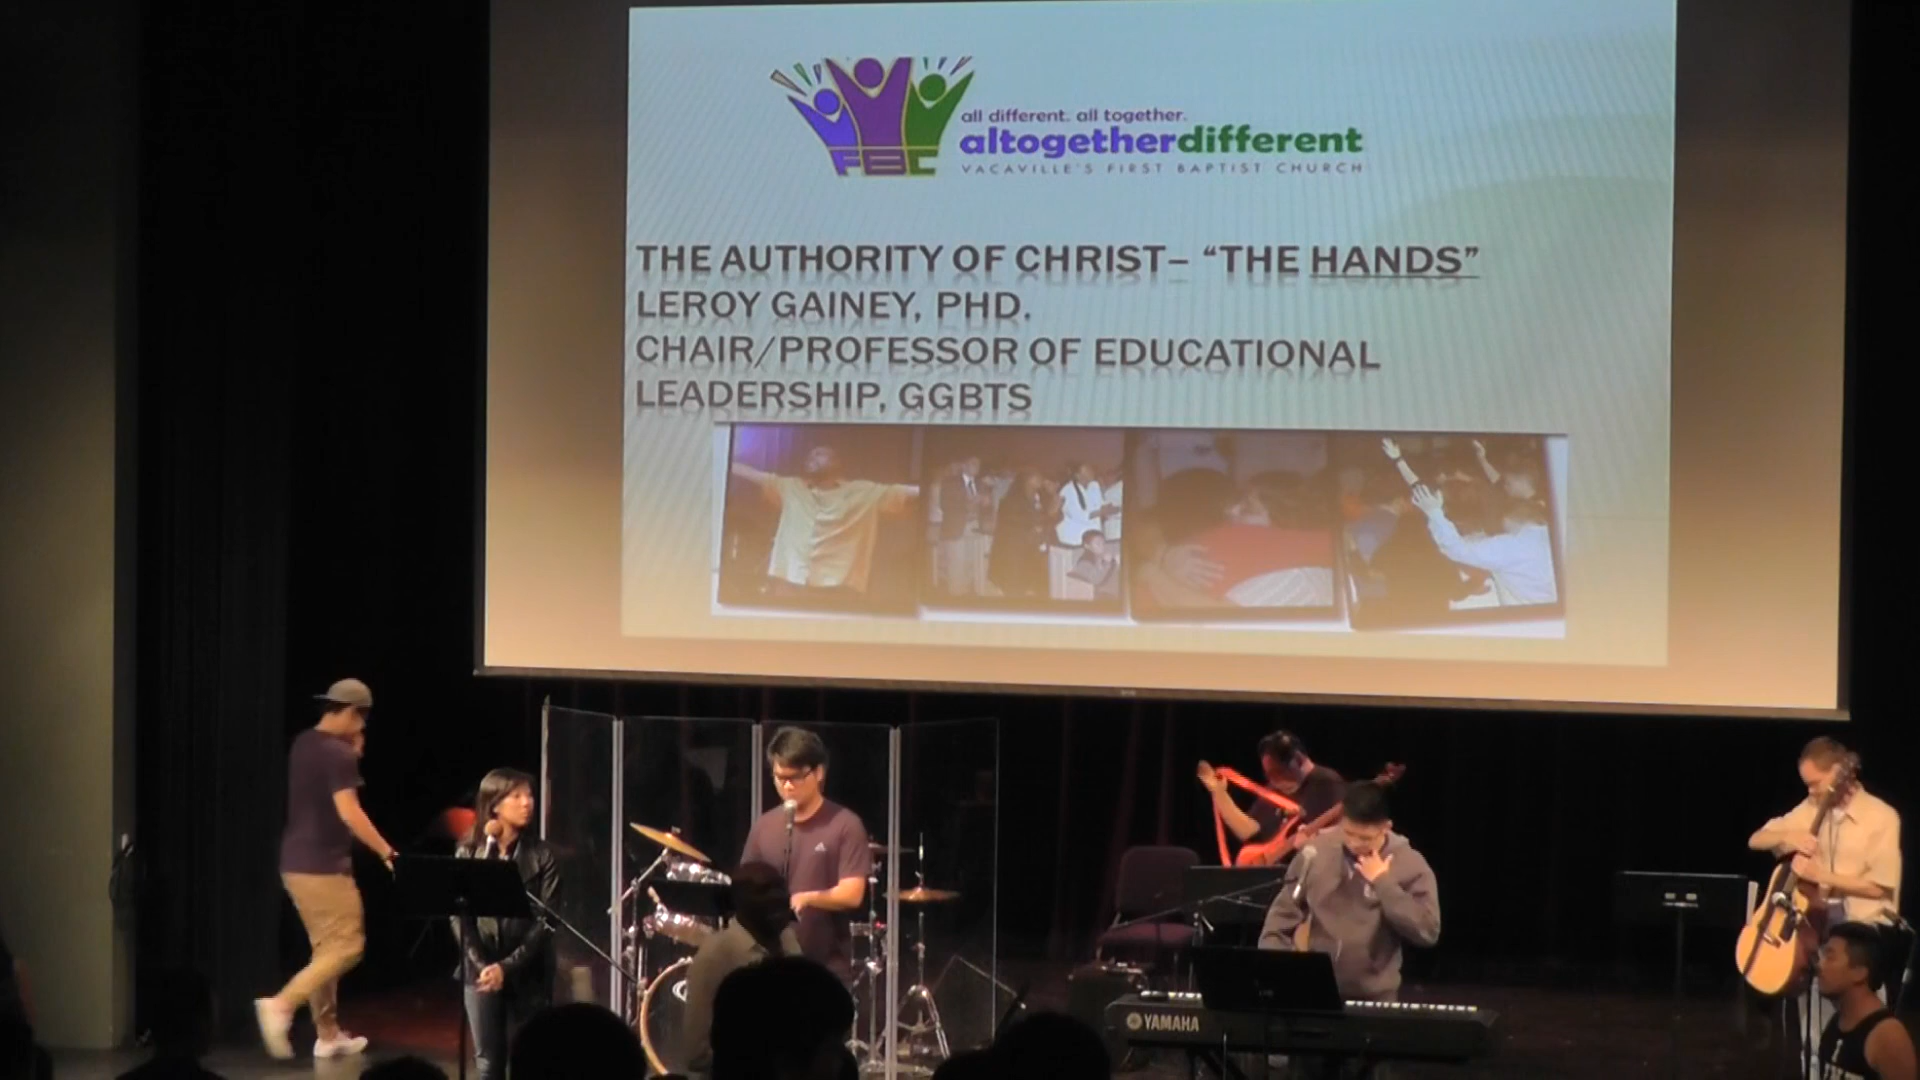 FBC
all different. all together.
altogetherdifferent
VACAVILLE'S FIRST BAPTIST CHURCH
THE AUTHORITY OF CHRIST– “THE HANDS”
LEROY GAINEY, PHD.
CHAIR/PROFESSOR OF EDUCATIONAL
LEADERSHIP, GGBTS
YAMAHA